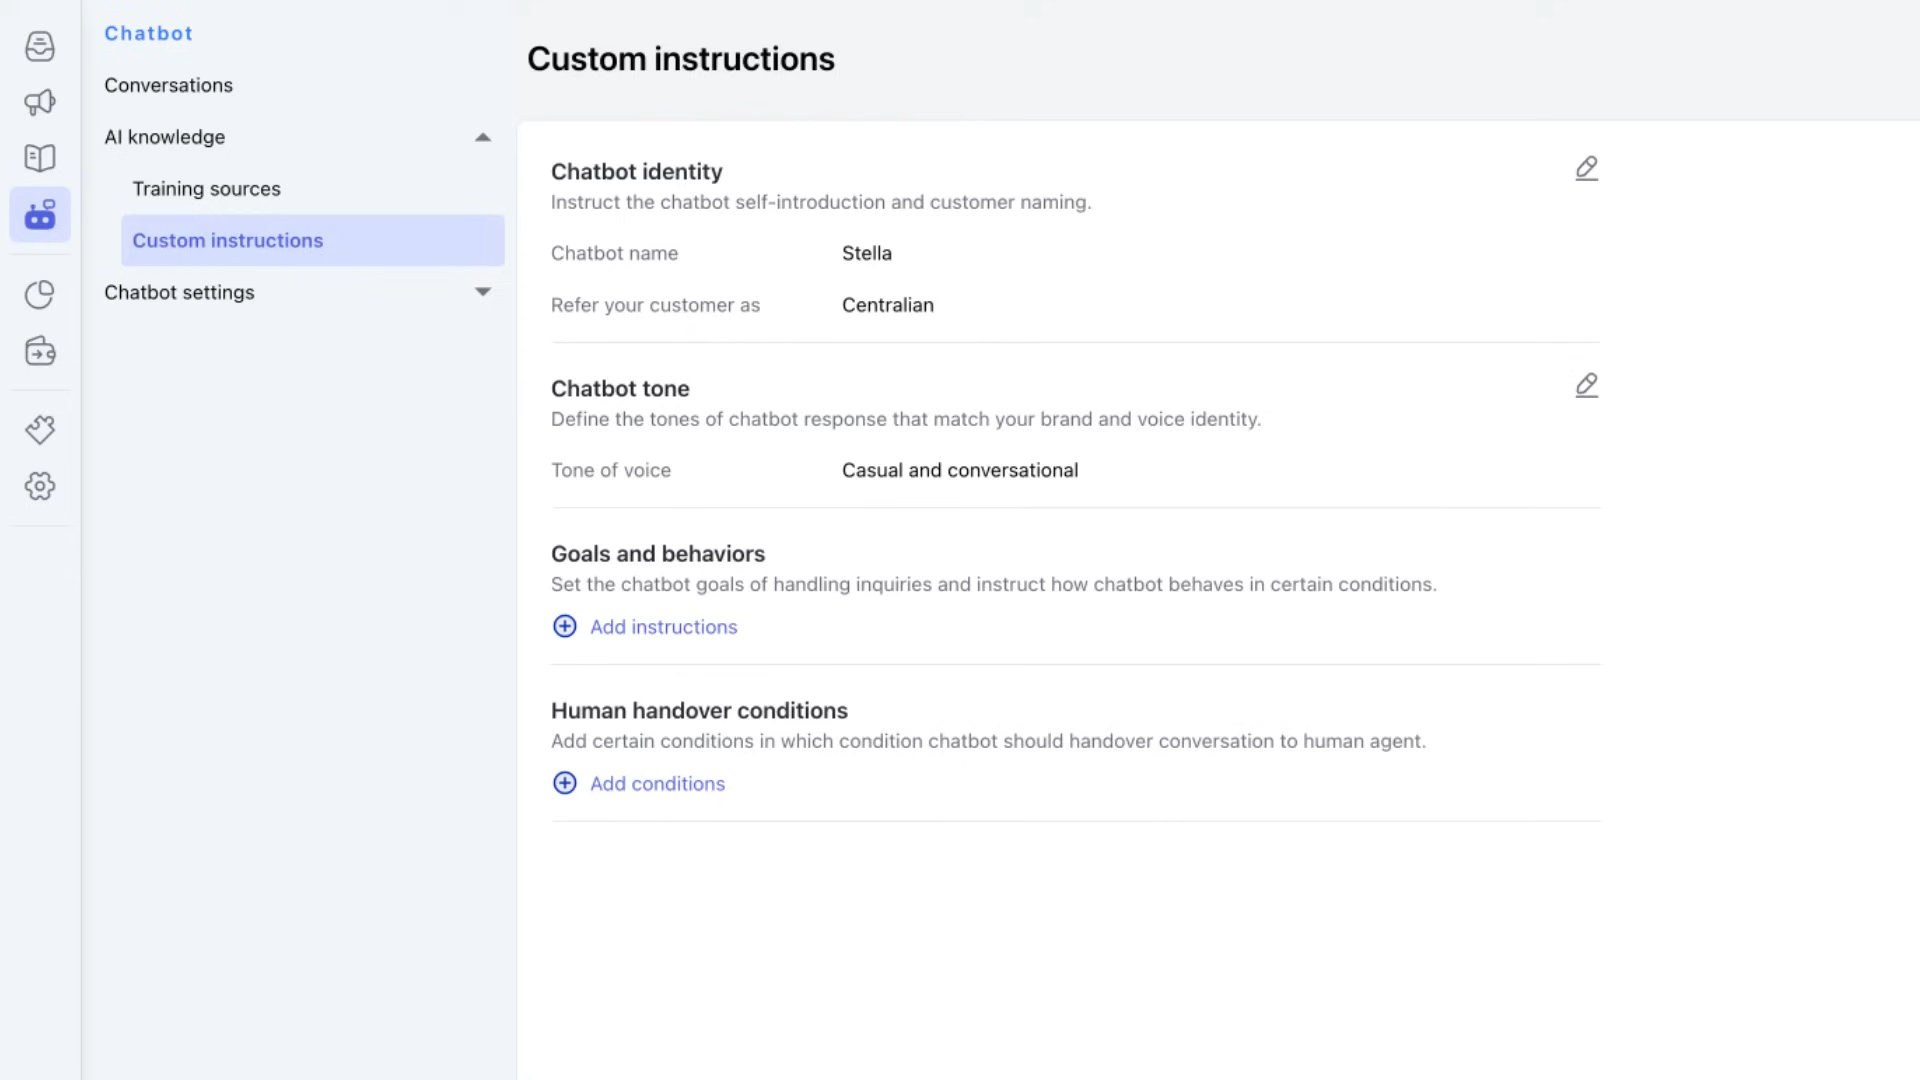 Chatbot
Conversations
AI knowledge
Training sources
Custom instructions
Chatbot settings
Custom instructions
Chatbot identity
Instruct the chatbot self-introduction and customer naming.
Chatbot name Stella
Refer your customer as Centralian
Chatbot tone
Define the tones of chatbot response that match your brand and voice identity.
Tone of voice Casual and conversational
Goals and behaviors
Set the chatbot goals of handling inquiries and instruct how chatbot behaves in certain conditions.
Add instructions
Human handover conditions
Add certain conditions in which condition chatbot should handover conversation to human agent.
Add conditions